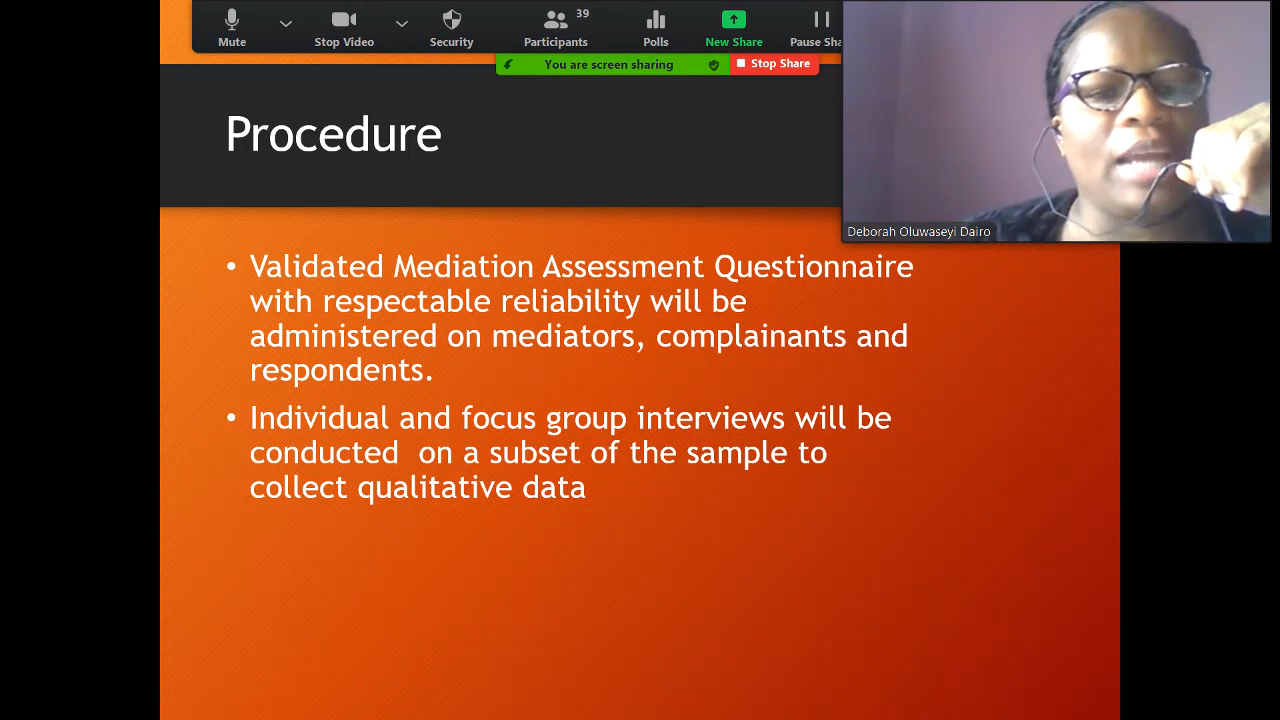 39
Mute
Stop Video
Security
Participants
Polls
New Share
Pause Sha
You are screen sharing
Stop Share
Procedure
Deborah Oluwaseyi Dairo
• Validated Mediation Assessment Questionnaire
with respectable reliability will be
administered on mediators, complainants and
respondents.
• Individual and focus group interviews will be
conducted  on a subset of the sample to
collect qualitative data